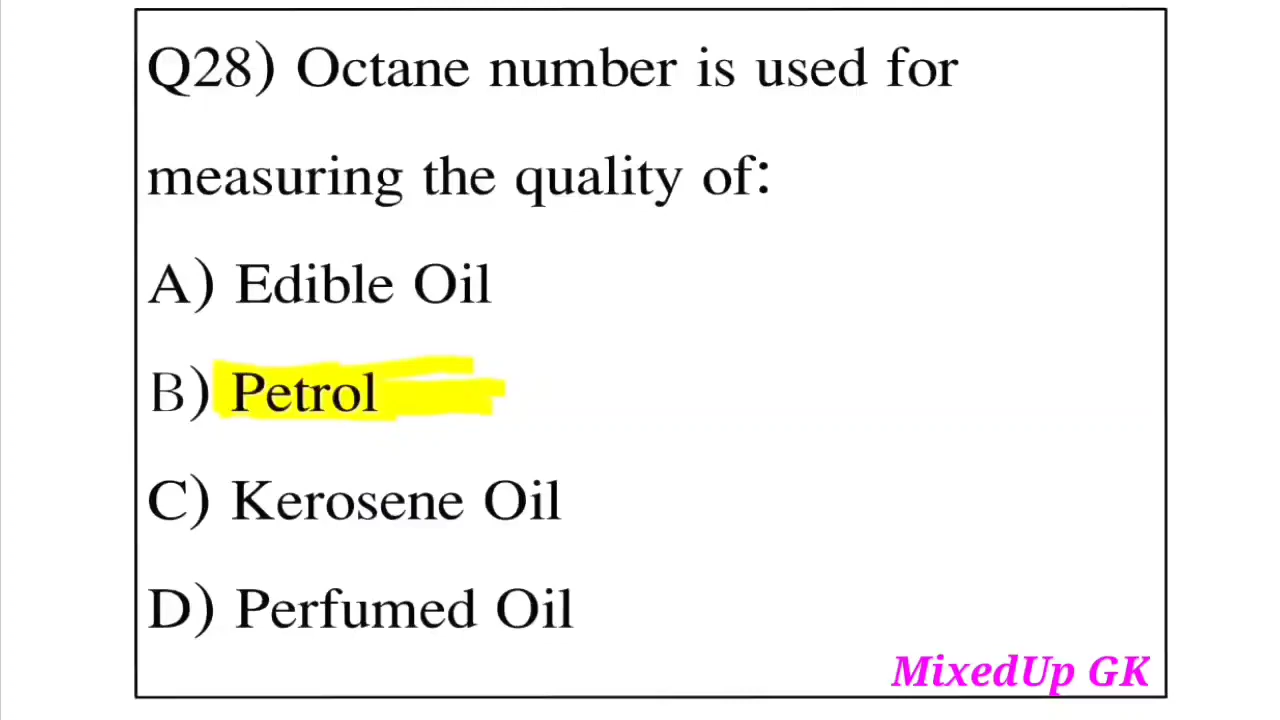 Q28) Octane number is used for
measuring the quality of:
A) Edible Oil
B) Petrol
C) Kerosene Oil
D) Perfumed Oil
MixedUp GK